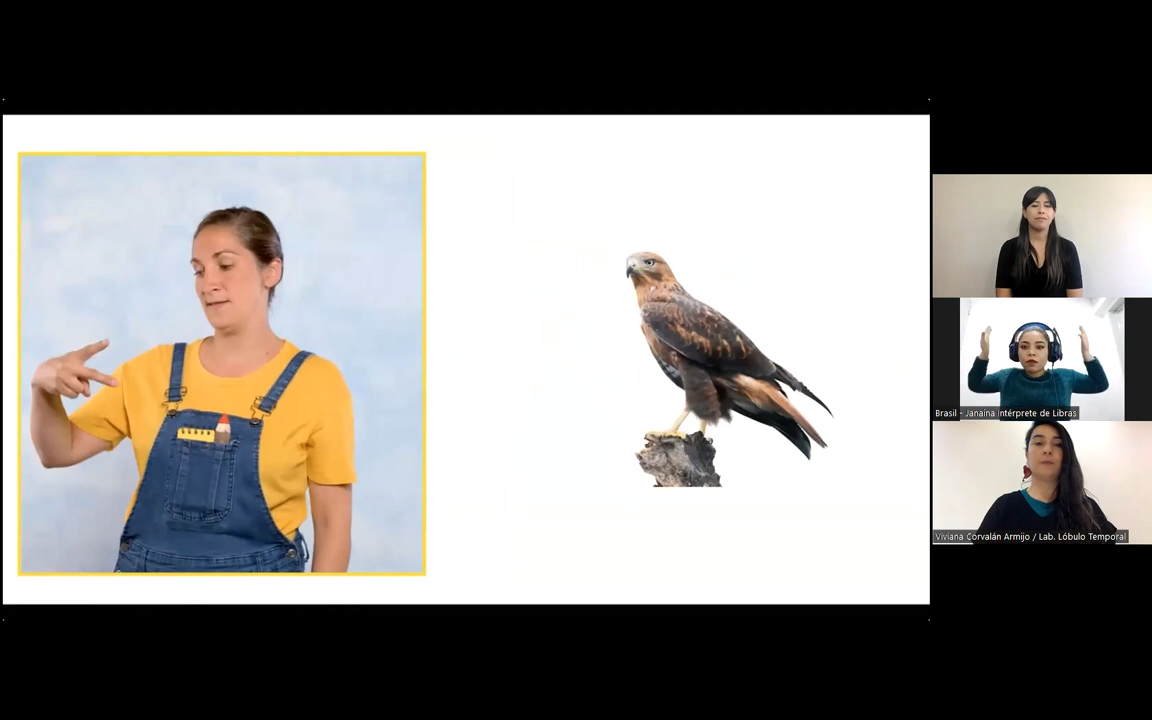 Brasil - Janaina Intérprete de Libras
Viviana Corvalán Armijo / Lab. Lóbulo Temporal